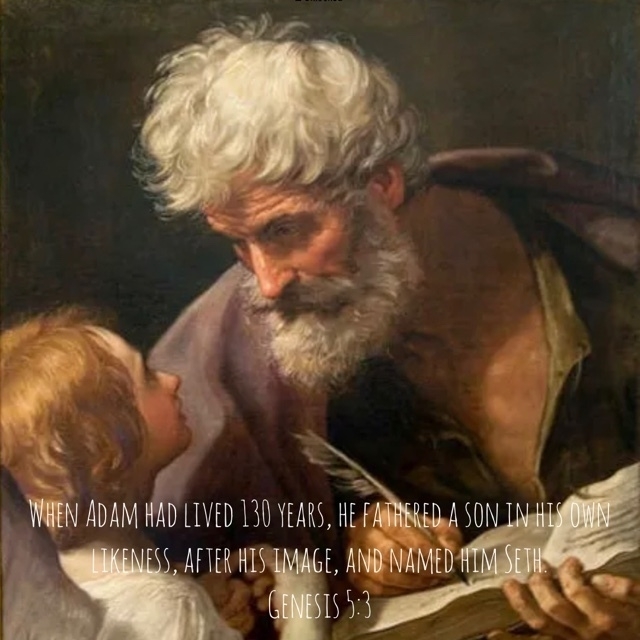 When Adam had lived 130 years, he fathered a son in his own
likeness, after his image, and named him Seth.
Genesis 5:3